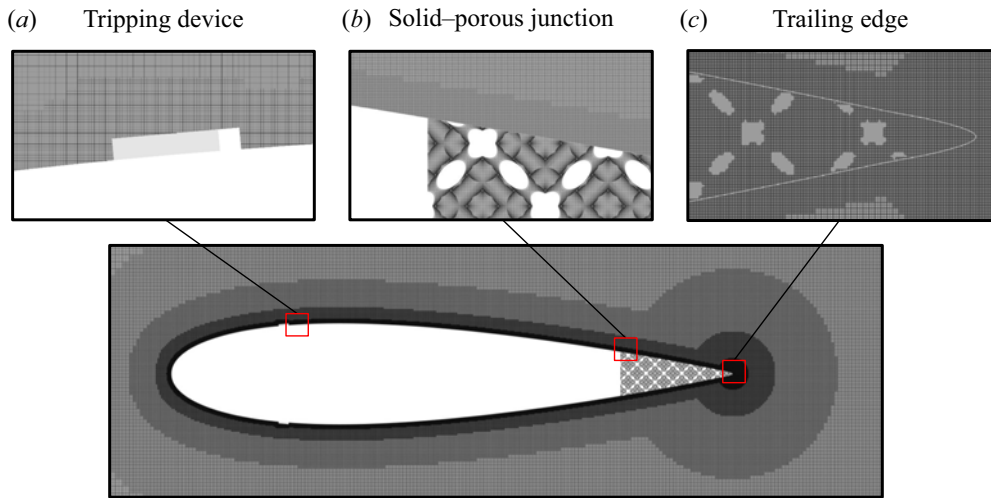 (a) Tripping device
(b) Solid–porous junction
(c) Trailing edge